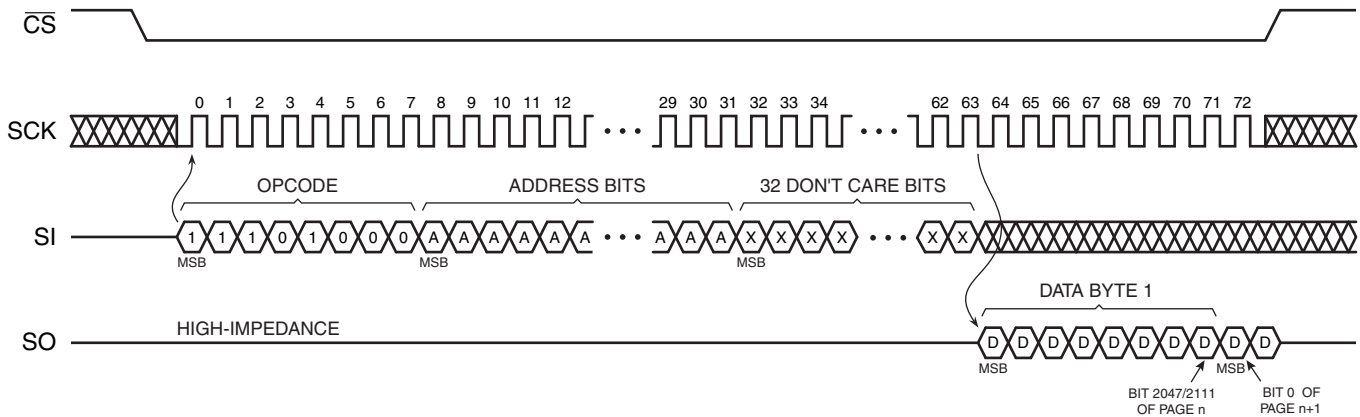 CS
SCK
0 1 2 3 4 5 6 7 8 9 10 11 12 29 30 31 32 33 34 62 63 64 65 66 67 68 69 70 71 72
OPCODE ADDRESS BITS 32 DON'T CARE BITS
SI
1 1 1 0 1 0 0 0 A A A A A A A A A X X X X X X
MSB MSB MSB
DATA BYTE 1
SO
HIGH-IMPEDANCE
D D D D D D D D D D
MSB MSB
BIT 2047/2111
OF PAGE n
BIT 0 OF
PAGE n+1